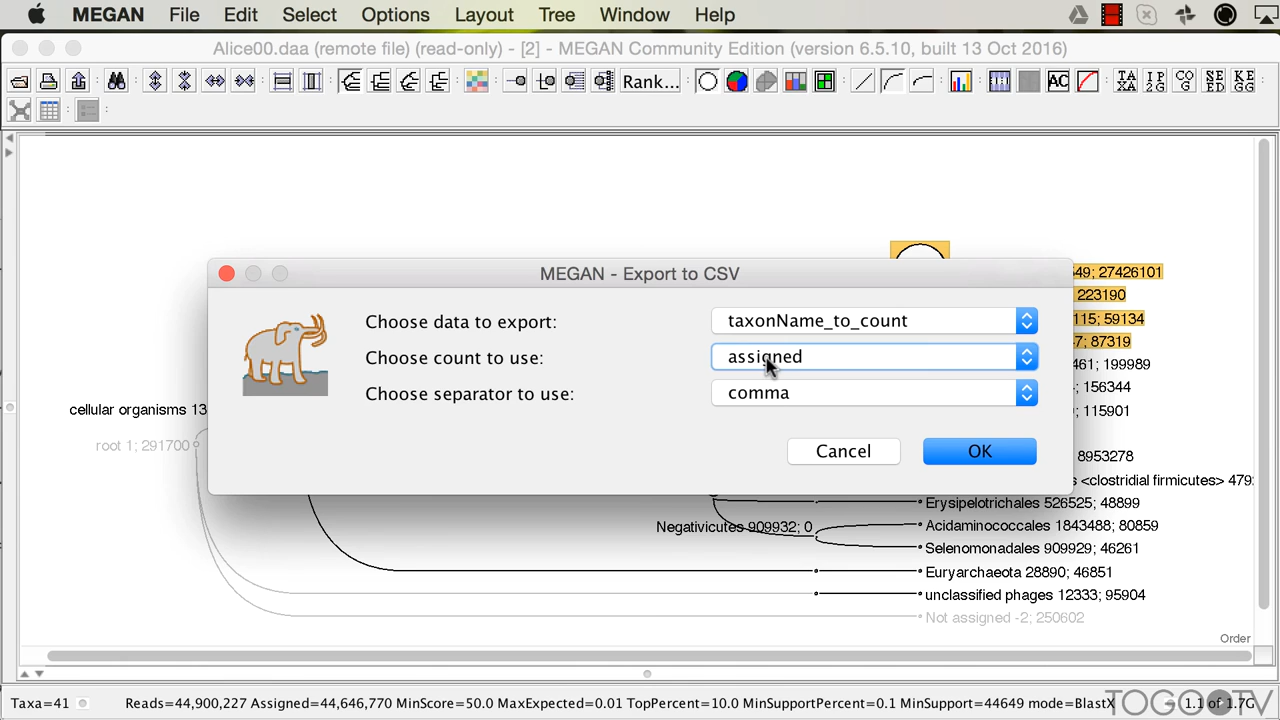 MEGAN File Edit Select Options Layout Tree Window Help
Alice00.daa (remote file) (read-only) - [2] - MEGAN Community Edition (version 6.5.10, built 13 Oct 2016)
Rank... AC TAXA IP2G COG SEED KEGG
MEGAN - Export to CSV
549; 27426101
223190
Choose data to export: taxonName_to_count
115; 59134
87319
Choose count to use: assigned
461; 199989
; 156344
Choose separator to use: comma
; 115901
cellular organisms 13
root 1; 291700
Cancel OK
8953278
<clostridial firmicutes> 479
Erysipelotrichales 526525; 48899
Negativicutes 909932; 0
Acidaminococcales 1843488; 80859
Selenomonadales 909929; 46261
Euryarchaeota 28890; 46851
unclassified phages 12333; 95904
Not assigned -2; 250602
Order
Taxa=41 Reads=44,900,227 Assigned=44,646,770 MinScore=50.0 MaxExpected=0.01 TopPercent=10.0 MinSupportPercent=0.1 MinSupport=44649 mode=BlastX 1.1 of 1.7G
TOGOTV